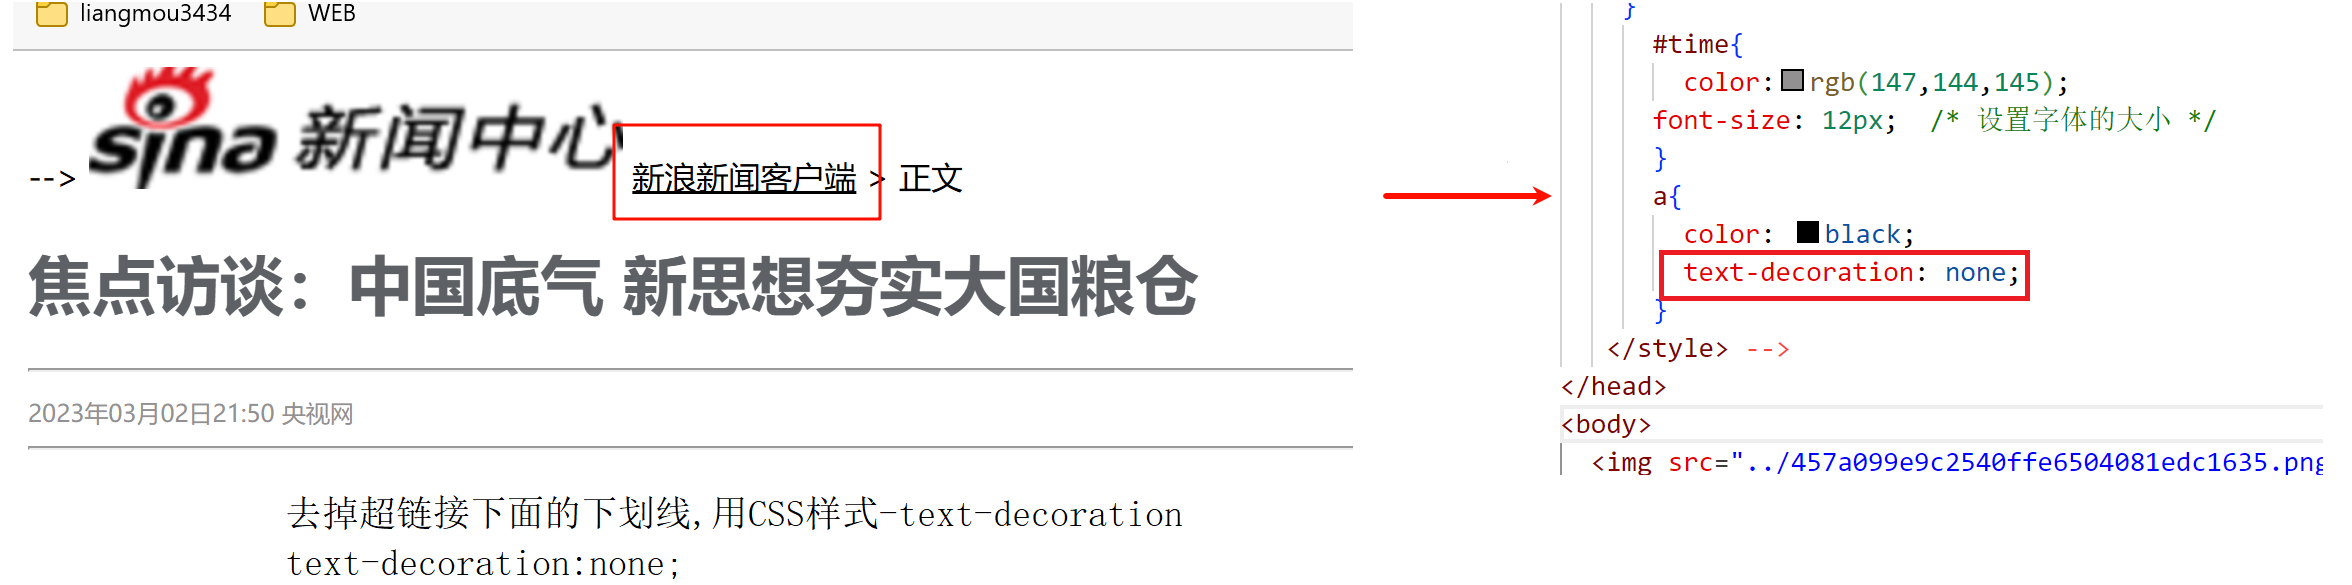 liangmou3434 WEB
--> sina 新闻中心 新浪新闻客户端 > 正文
焦点访谈：中国底气 新思想夯实大国粮仓
2023年03月02日21:50 央视网
去掉超链接下面的下划线,用CSS样式-text-decoration
text-decoration:none;
}
#time{
color:rgb(147,144,145);
font-size: 12px; /* 设置字体的大小 */
}
a{
color: black;
text-decoration: none;
}
</style> -->
</head>
<body>
<img src="../457a099e9c2540ffe6504081edc1635.png